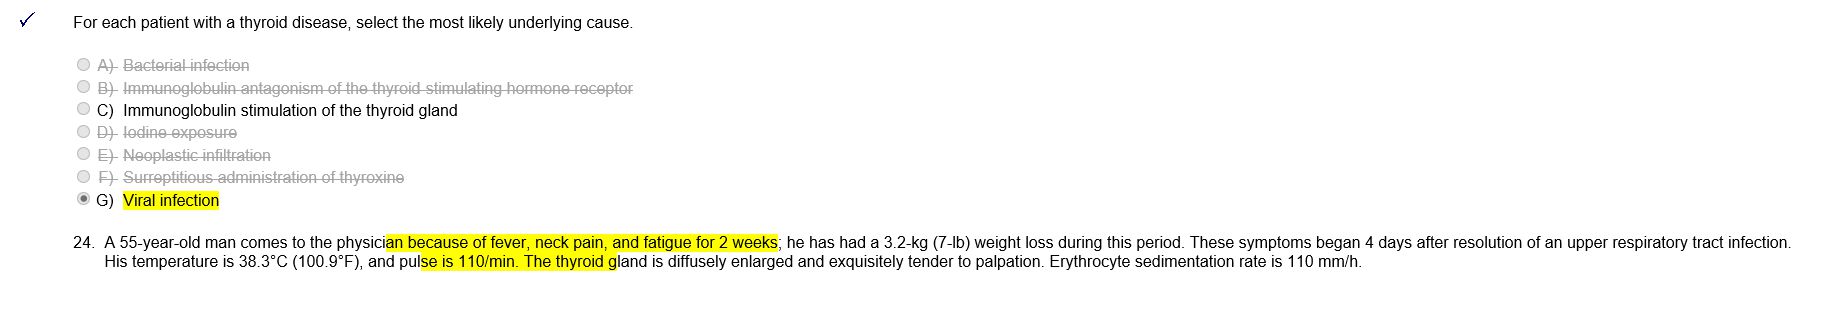 For each patient with a thyroid disease, select the most likely underlying cause.
A) Bacterial infection
B) Immunoglobulin antagonism of the thyroid stimulating hormone receptor
C) Immunoglobulin stimulation of the thyroid gland
D) Iodine exposure
E) Neoplastic infiltration
F) Surreptitious administration of thyroxine
G) Viral infection
24. A 55-year-old man comes to the physician because of fever, neck pain, and fatigue for 2 weeks; he has had a 3.2-kg (7-lb) weight loss during this period. These symptoms began 4 days after resolution of an upper respiratory tract infection.
His temperature is 38.3°C (100.9°F), and pulse is 110/min. The thyroid gland is diffusely enlarged and exquisitely tender to palpation. Erythrocyte sedimentation rate is 110 mm/h.